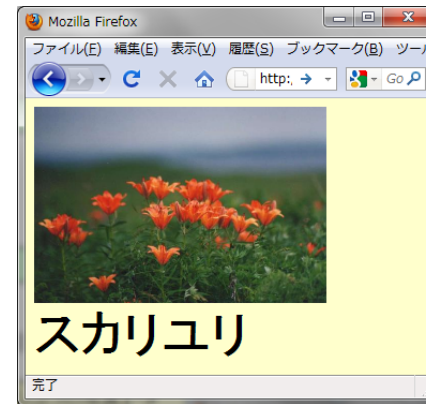 Mozilla Firefox
ファイル(F) 編集(E) 表示(V) 履歴(S) ブックマーク(B) ツー
http:, Go
スカリユリ
完了